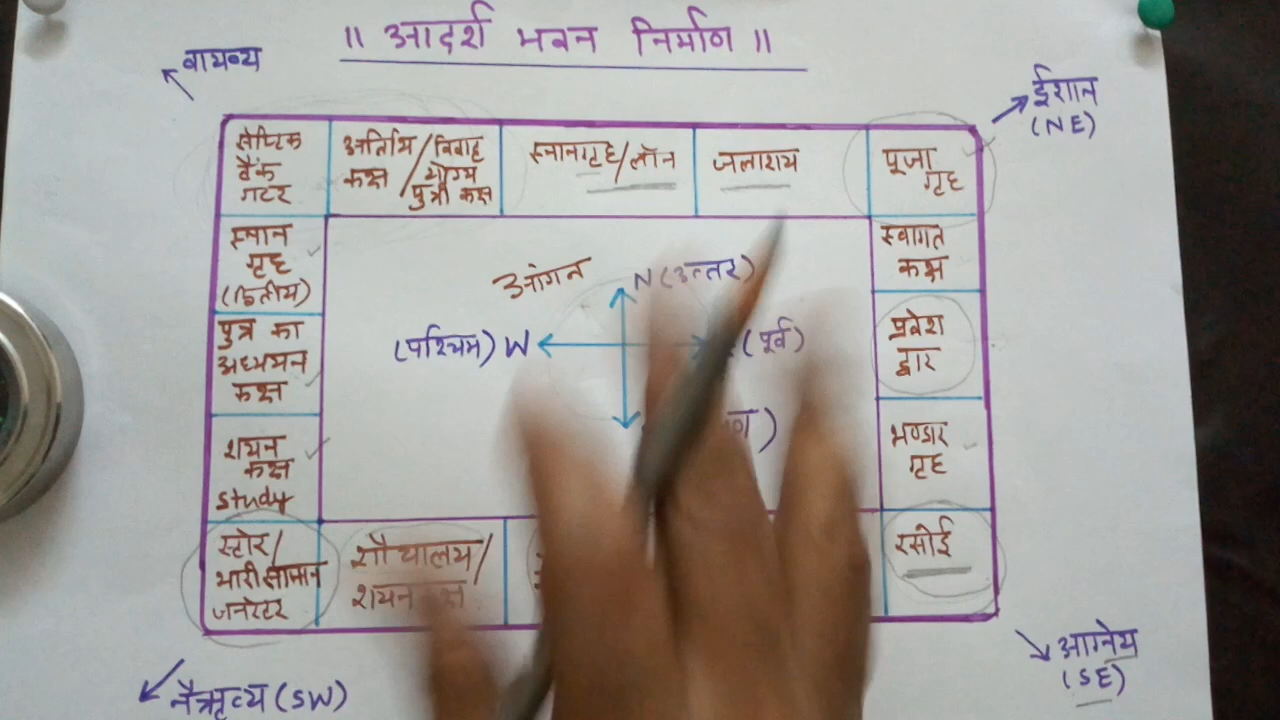 ॥ आदर्श भवन निर्माण ॥
वायव्य
ईशान
(NE)
सेप्टिक
टैंक
गटर
अतिथि / विवाह
कक्ष / योग्य
पुत्री कक्ष
स्नानगृह/लॉन
जलाशय
पूजा
गृह
स्नान
गृह
(द्वितीय)
स्वागत
कक्ष
आंगन
N (उत्तर)
(पश्चिम) W
(पूर्व)
पुत्र का
अध्ययन
कक्ष
प्रवेश
द्वार
शयन
कक्ष
study
भण्डार
गृह
स्टोर/
भारी सामान
जनरेटर
शौचालय/
शयन
रसोई
नैऋत्य (SW)
आग्नेय
(SE)